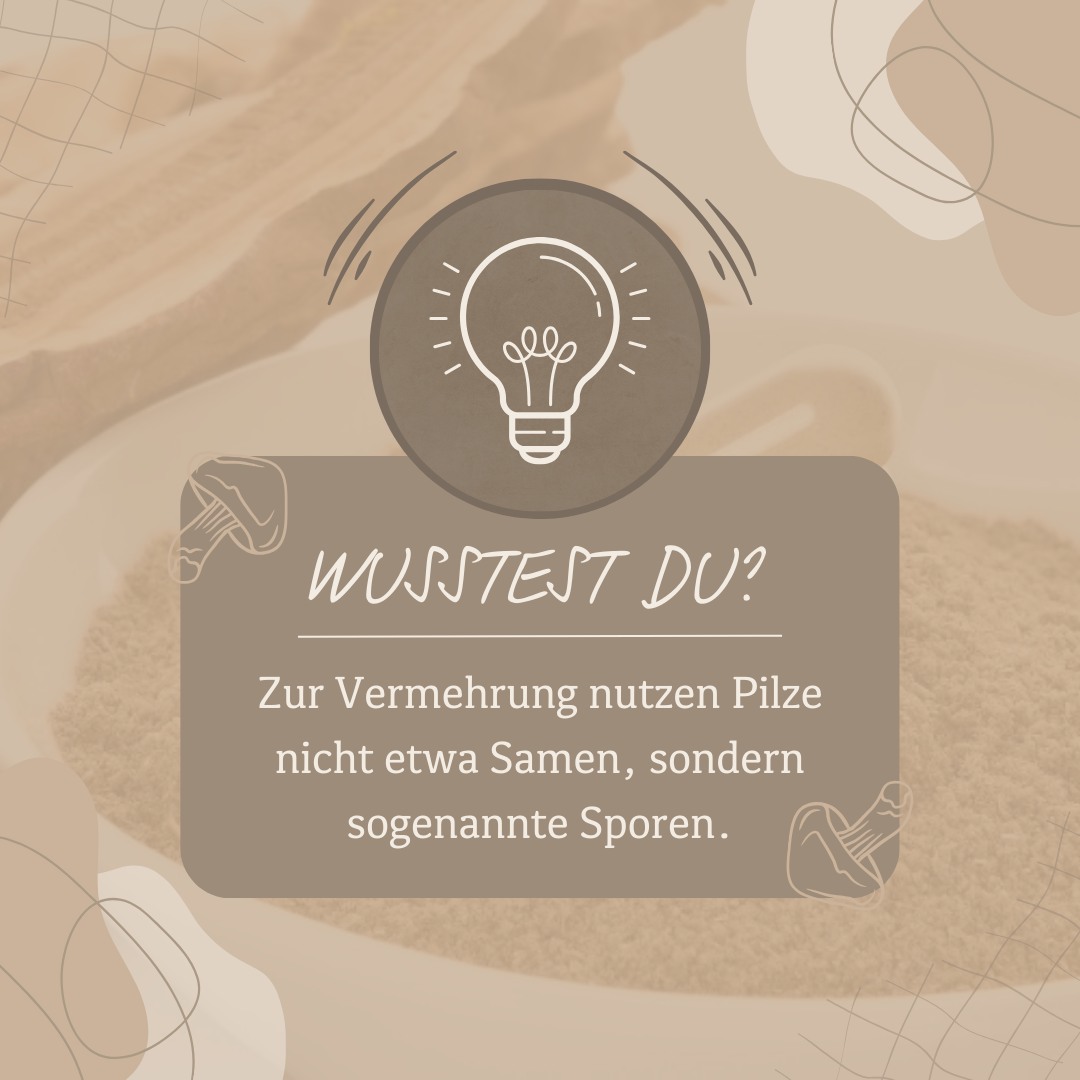 WUSSTEST DU?
Zur Vermehrung nutzen Pilze
nicht etwa Samen, sondern
sogenannte Sporen.